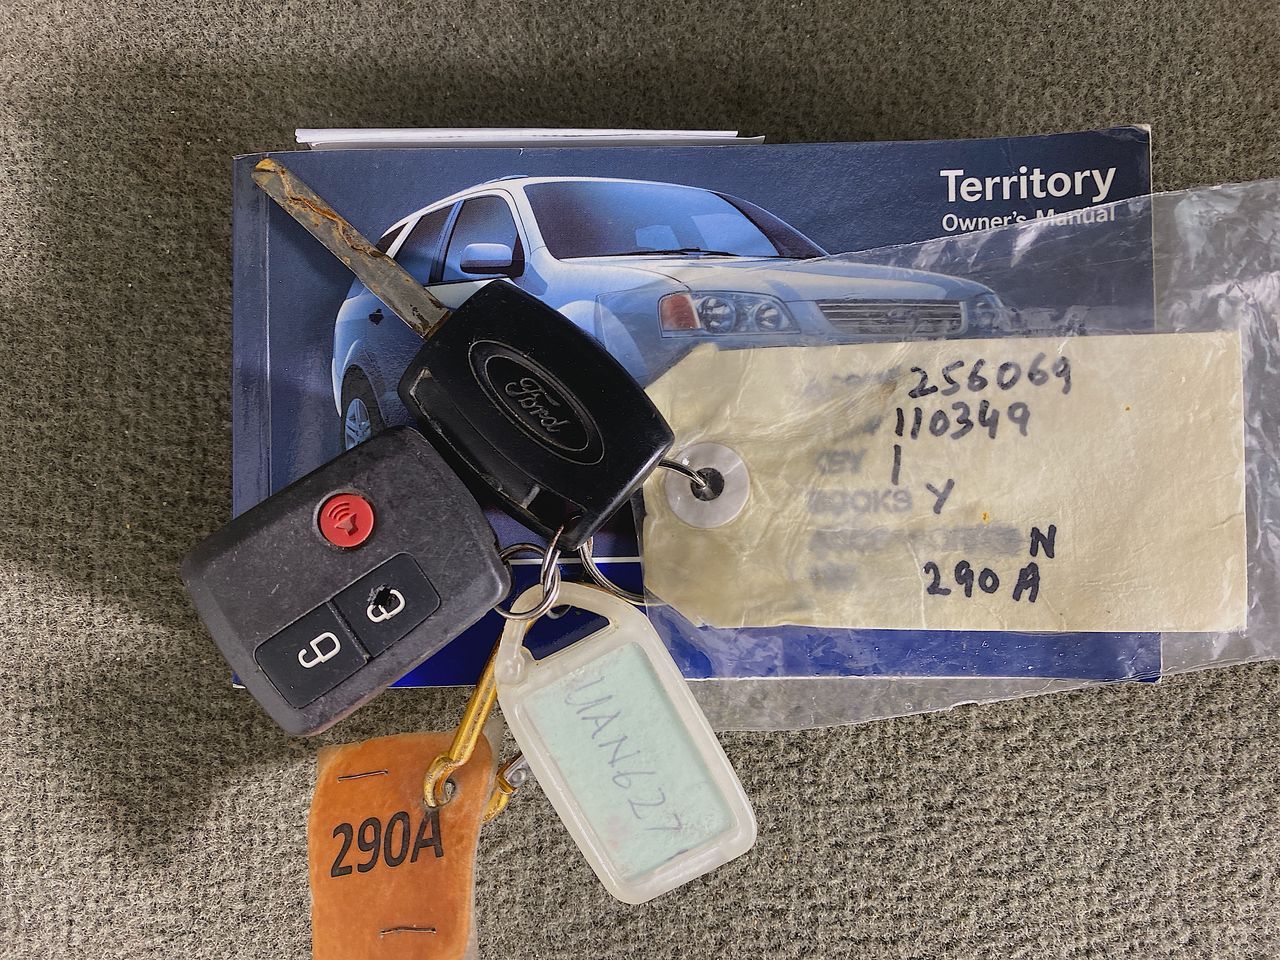 Territory
Owner's Manual
Ford
256069
110349
KEY 1
BOOKS Y
N
290 A
UAN627
290A